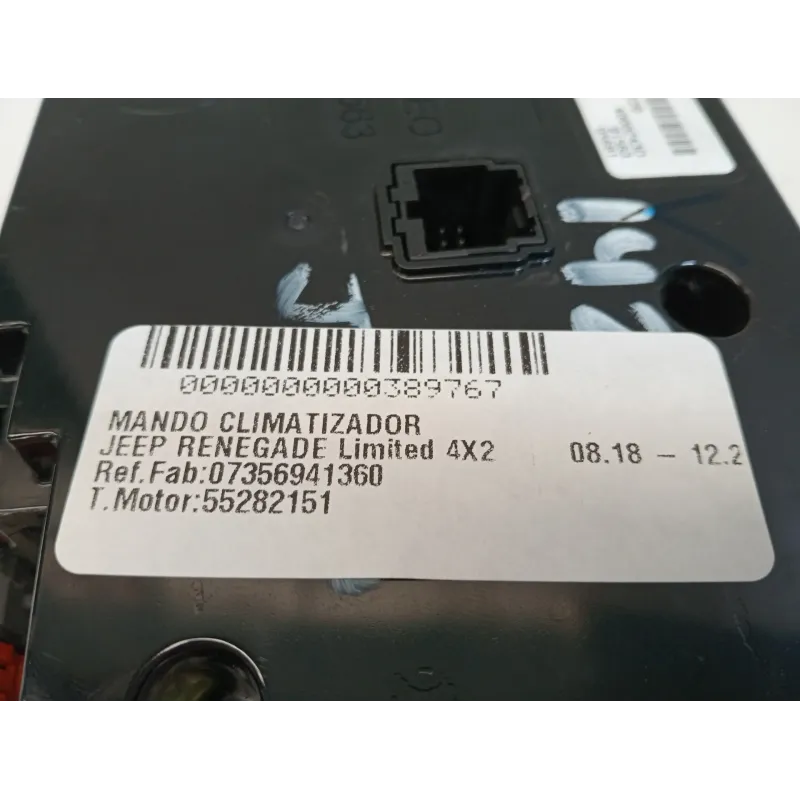 0000000000389767
MANDO CLIMATIZADOR
JEEP RENEGADE Limited 4X2 08.18 - 12.2
Ref.Fab:07356941360
T.Motor:55282151